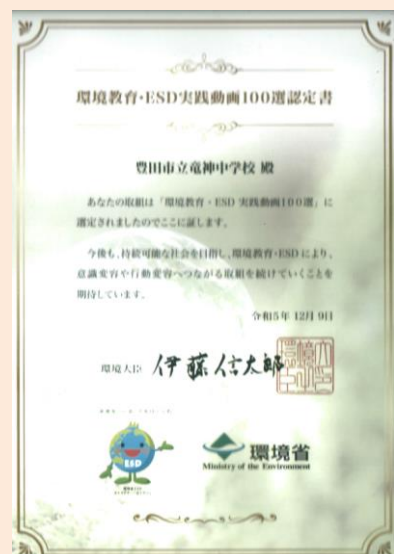 環境教育・ESD実践動画100選認定書
豊田市立竜神中学校 殿
あなたの取組は「環境教育・ESD 実践動画100選」に
選定されましたのでここに証します。
今後も、持続可能な社会を目指し、環境教育・ESDにより、
意識変容や行動変容へつながる取組を続けていくことを
期待しています。
令和5年 12月 9日
環境大臣 伊藤信太郎
ESD
環境省
Ministry of the Environment